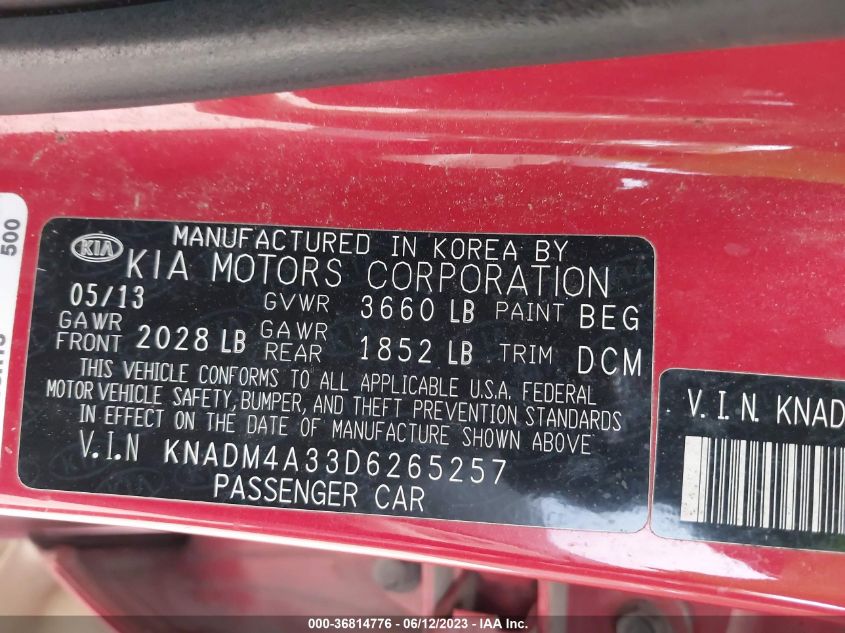 500
KIA
MANUFACTURED IN KOREA BY
KIA MOTORS CORPORATION
05/13 GVWR 3660 LB PAINT BEG
GAWR FRONT 2028 LB GAWR REAR 1852 LB TRIM DCM
THIS VEHICLE CONFORMS TO ALL APPLICABLE U.S.A. FEDERAL
MOTOR VEHICLE SAFETY, BUMPER, AND THEFT PREVENTION STANDARDS
IN EFFECT ON THE DATE OF MANUFACTURE SHOWN ABOVE
V.I.N KNADM4A33D6265257
PASSENGER CAR
V.I.N. KNAD
000-36814776 - 06/12/2023 - IAA Inc.